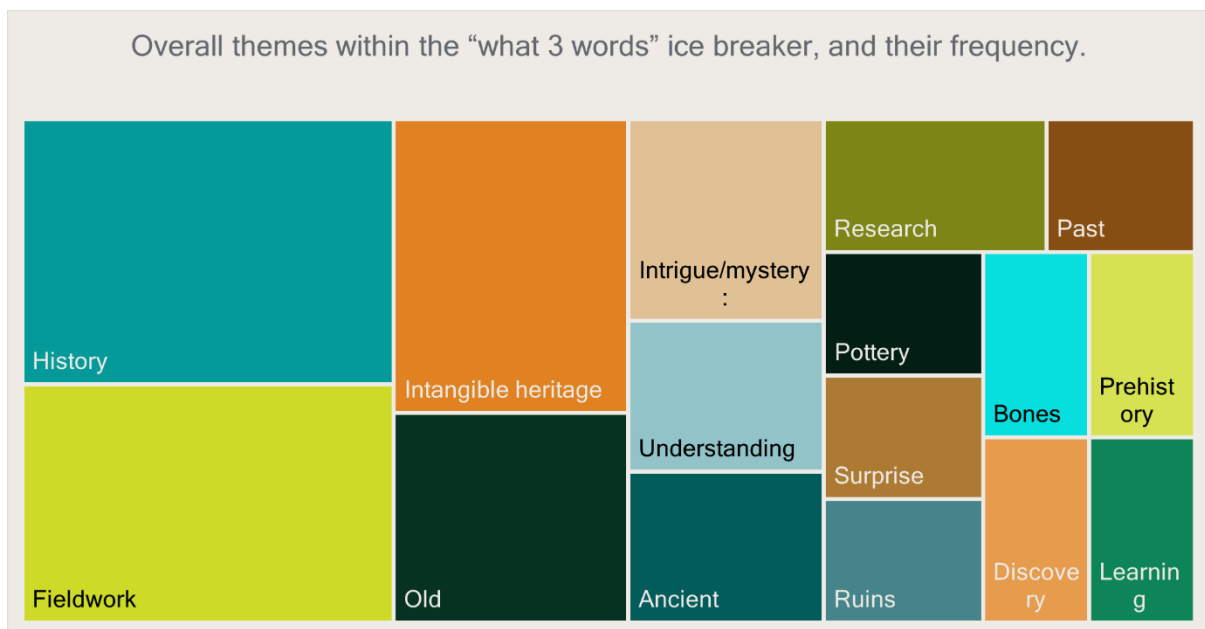 Overall themes within the “what 3 words” ice breaker, and their frequency.
History
Fieldwork
Intangible heritage
Old
Intrigue/mystery
:
Understanding
Ancient
Research
Past
Pottery
Surprise
Ruins
Bones
Prehist
ory
Discove
ry
Learnin
g